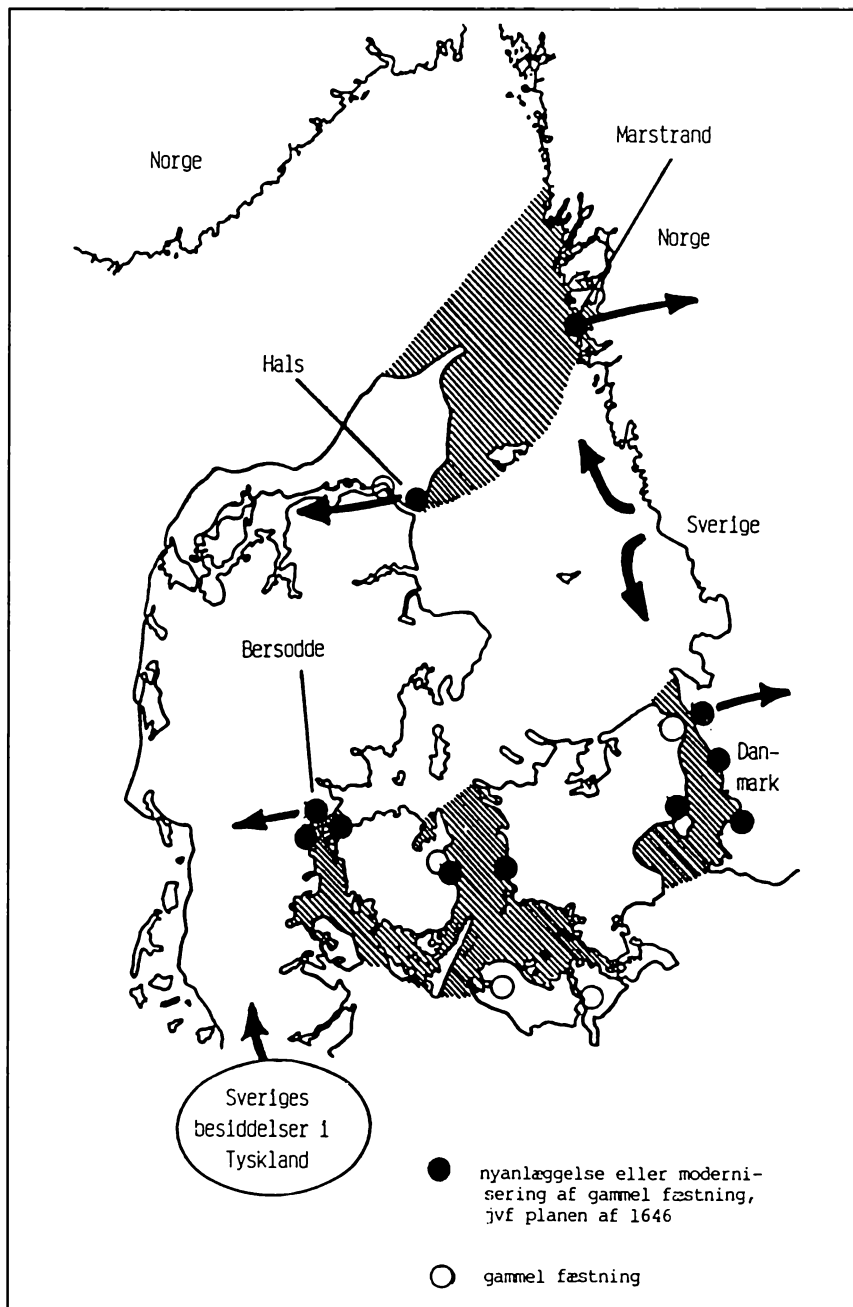 Marstrand
Norge
Norge
Hals
Sverige
Bersodde
Dan-
mark
Sveriges
besiddelser i
Tyskland
nyanlæggelse eller moderni-
sering af gammel fæstning,
jvf planen af 1646
gammel fæstning